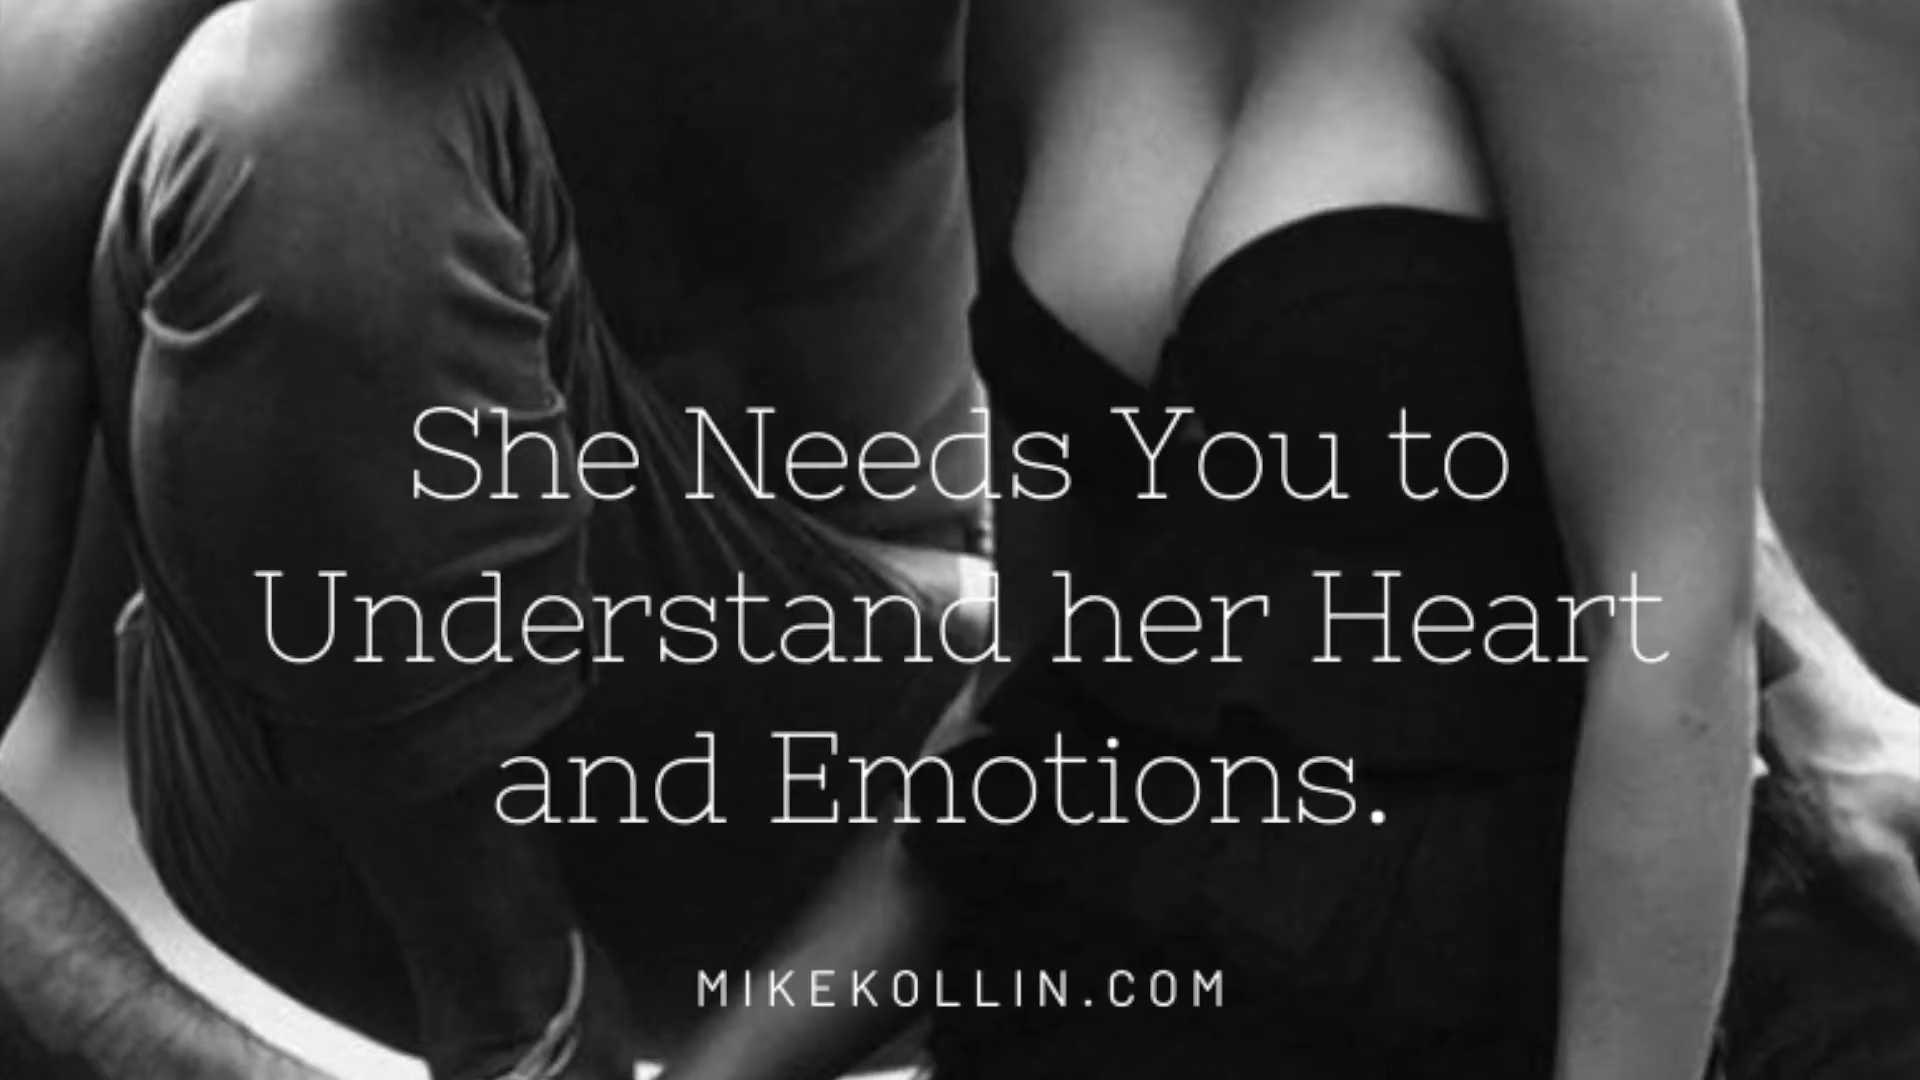 She Needs You to
Understand her Heart
and Emotions.
MIKEKOLLIN.COM